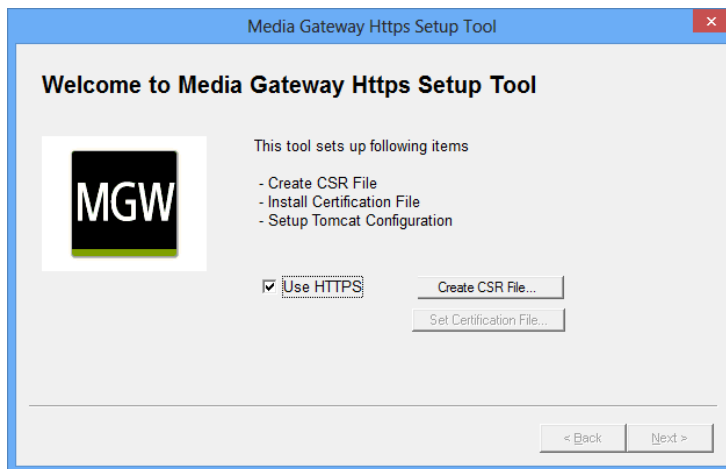 Media Gateway Https Setup Tool
Welcome to Media Gateway Https Setup Tool
MGW
This tool sets up following items
- Create CSR File
- Install Certification File
- Setup Tomcat Configuration
Use HTTPS
Create CSR File...
Set Certification File...
< Back
Next >